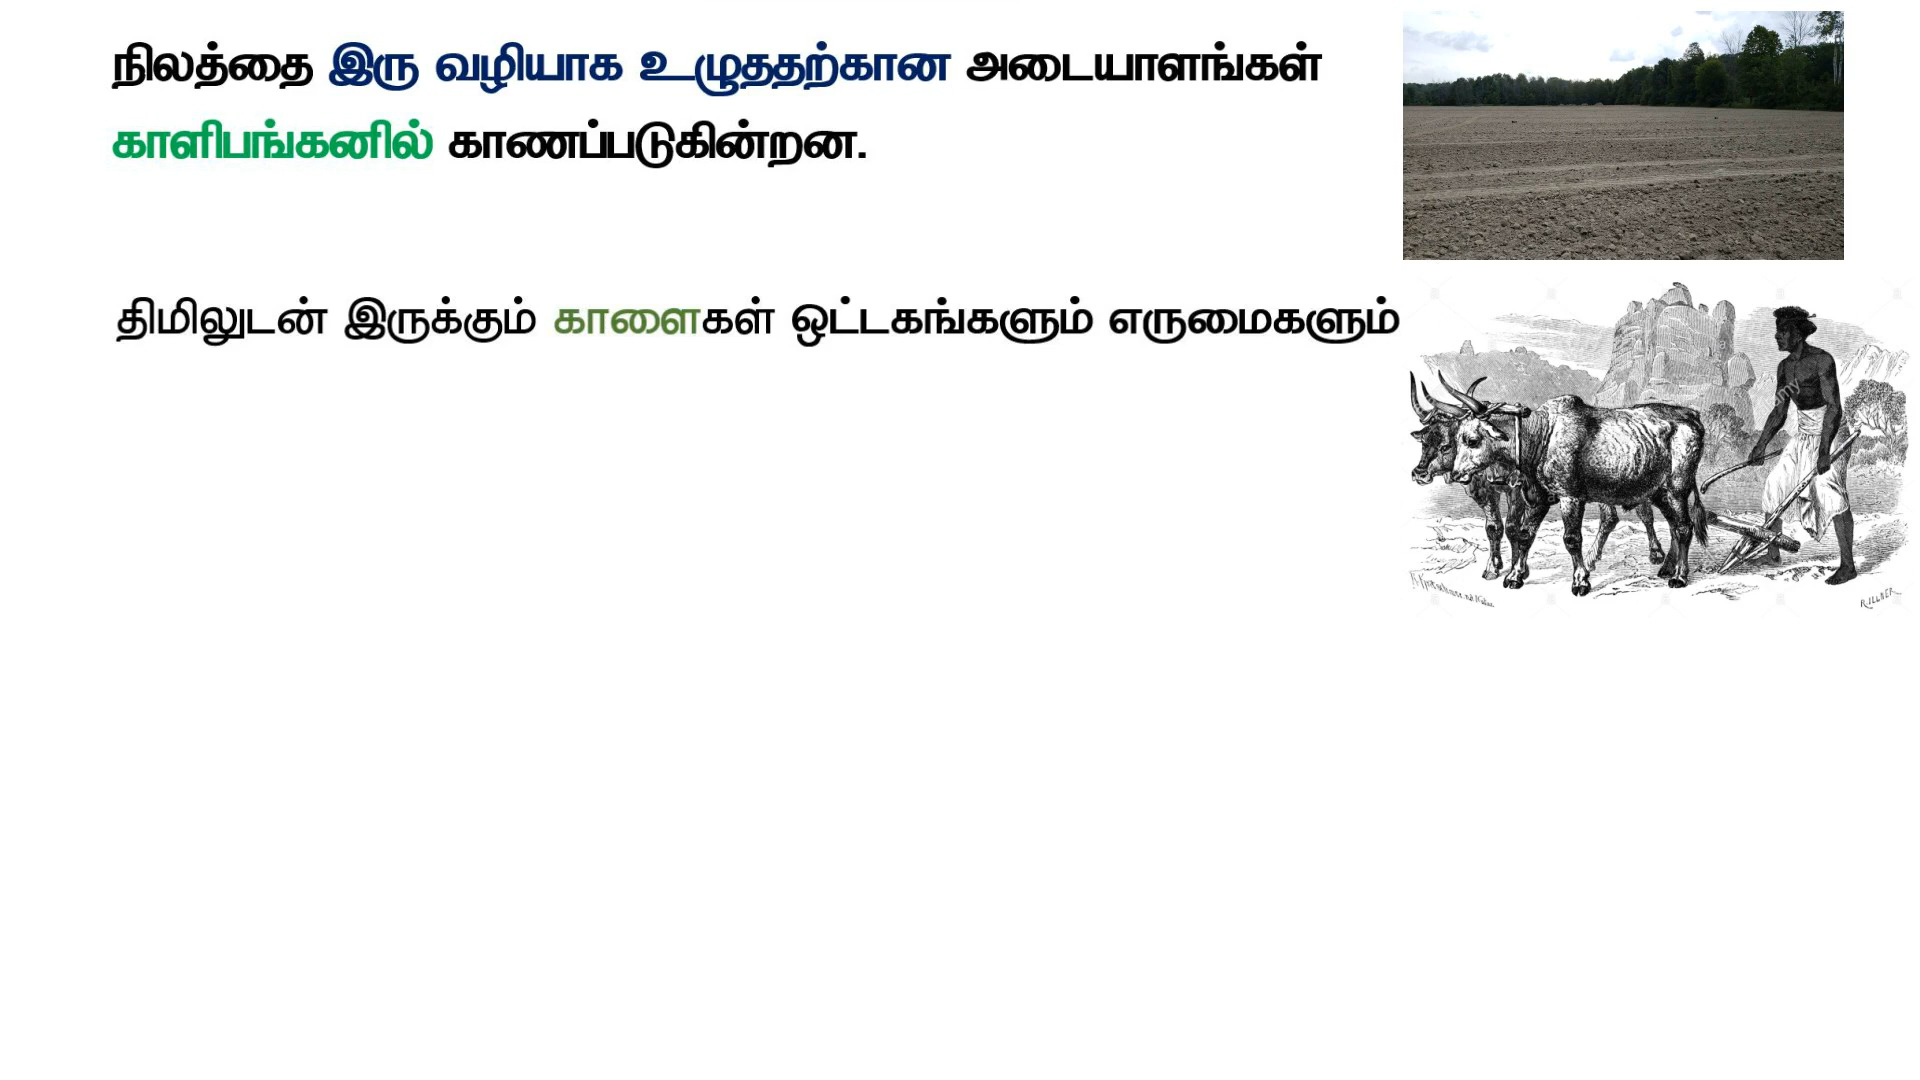 நிலத்தை இரு வழியாக உழுததற்கான அடையாளங்கள்
காளிபங்கனில் காணப்படுகின்றன.
திமிலுடன் இருக்கும் காளைகள் ஒட்டகங்களும் எருமைகளும்
R.ILLNER